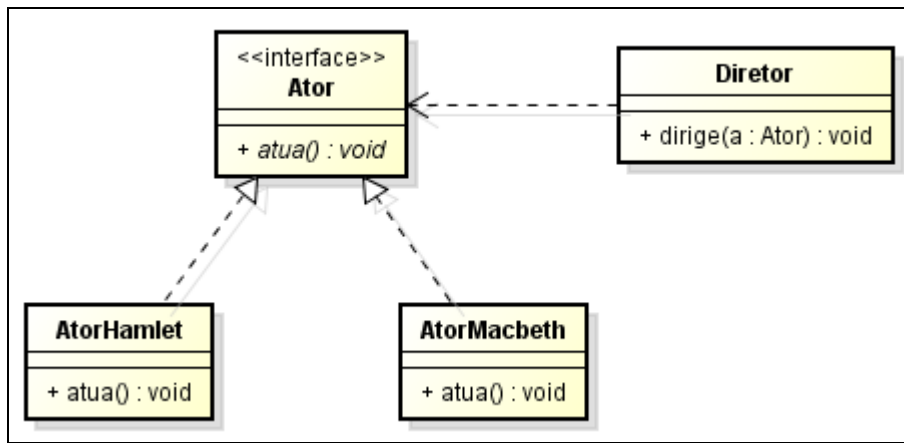 <<interface>>
Ator
+ atua() : void
Diretor
+ dirige(a : Ator) : void
AtorHamlet
+ atua() : void
AtorMacbeth
+ atua() : void